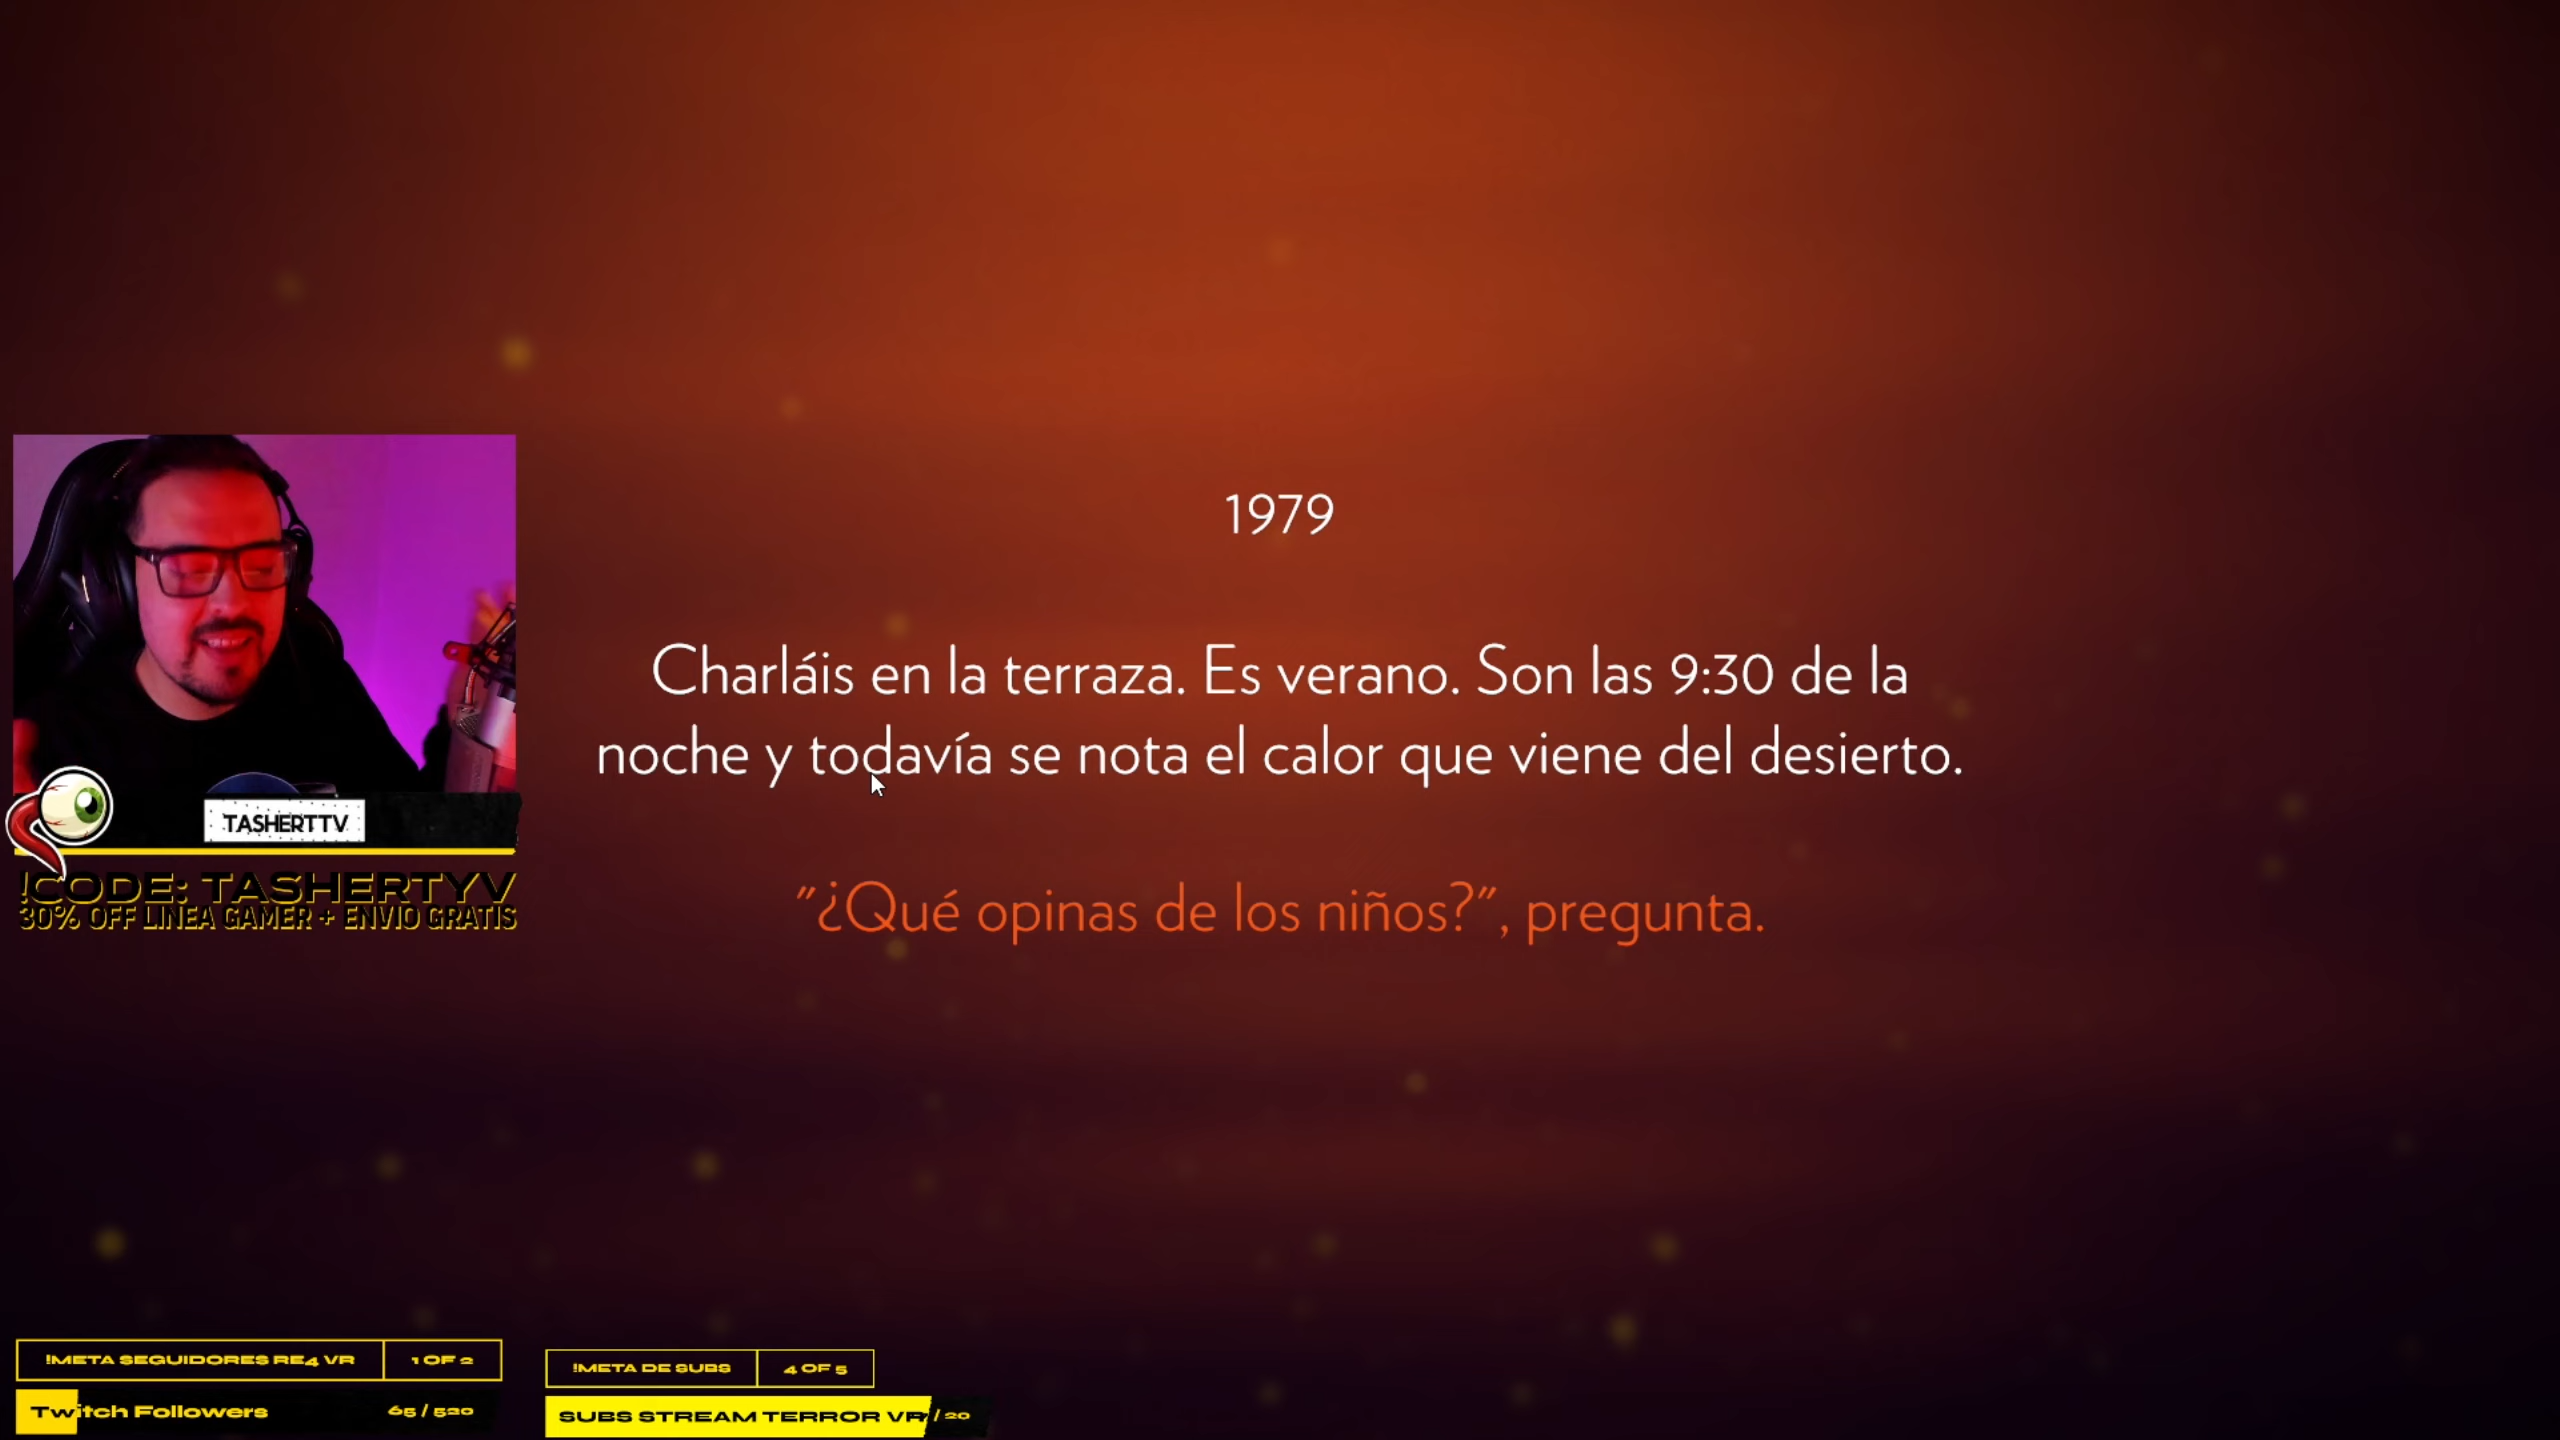 1979
Charláis en la terraza. Es verano. Son las 9:30 de la
noche y todavía se nota el calor que viene del desierto.
"¿Qué opinas de los niños?", pregunta.
TASHERTTV
!CODE: TASHERTYV
30% OFF LINEA GAMER + ENVIO GRATIS
!META SEGUIDORES RE4 VR 1 OF 2
Twitch Followers 65 / 520
!META DE SUBS 4 OF 5
SUBS STREAM TERROR VR / 20